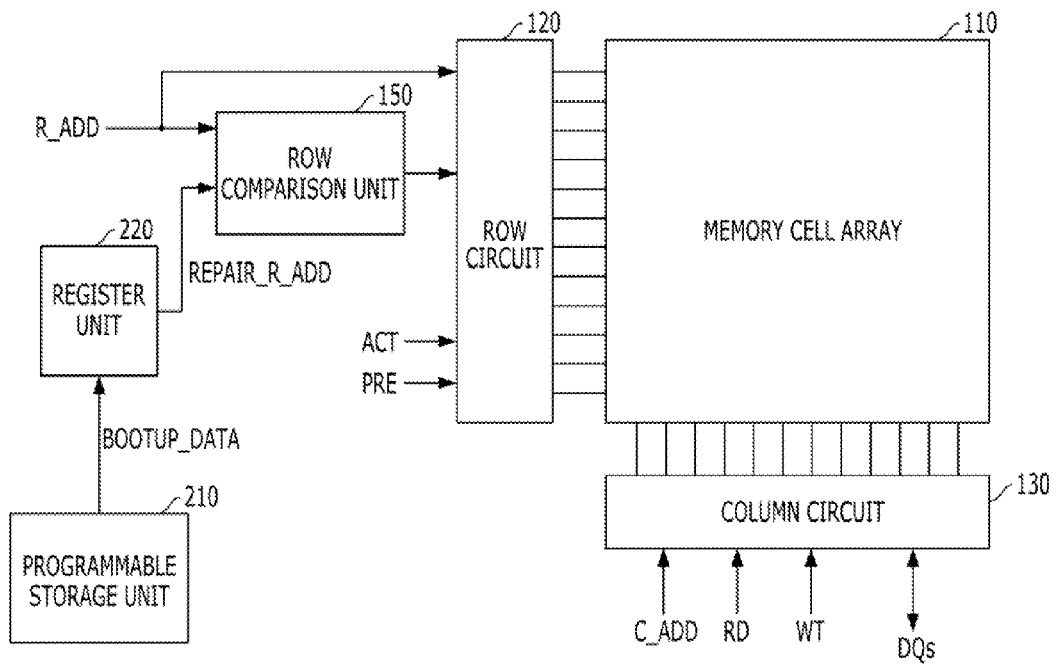 120
110
150
R_ADD
ROW
COMPARISON UNIT
ROW
CIRCUIT
MEMORY CELL ARRAY
220
REGISTER
UNIT
REPAIR_R_ADD
ACT
PRE
BOOTUP_DATA
210
PROGRAMMABLE
STORAGE UNIT
130
COLUMN CIRCUIT
C_ADD
RD
WT
DQs